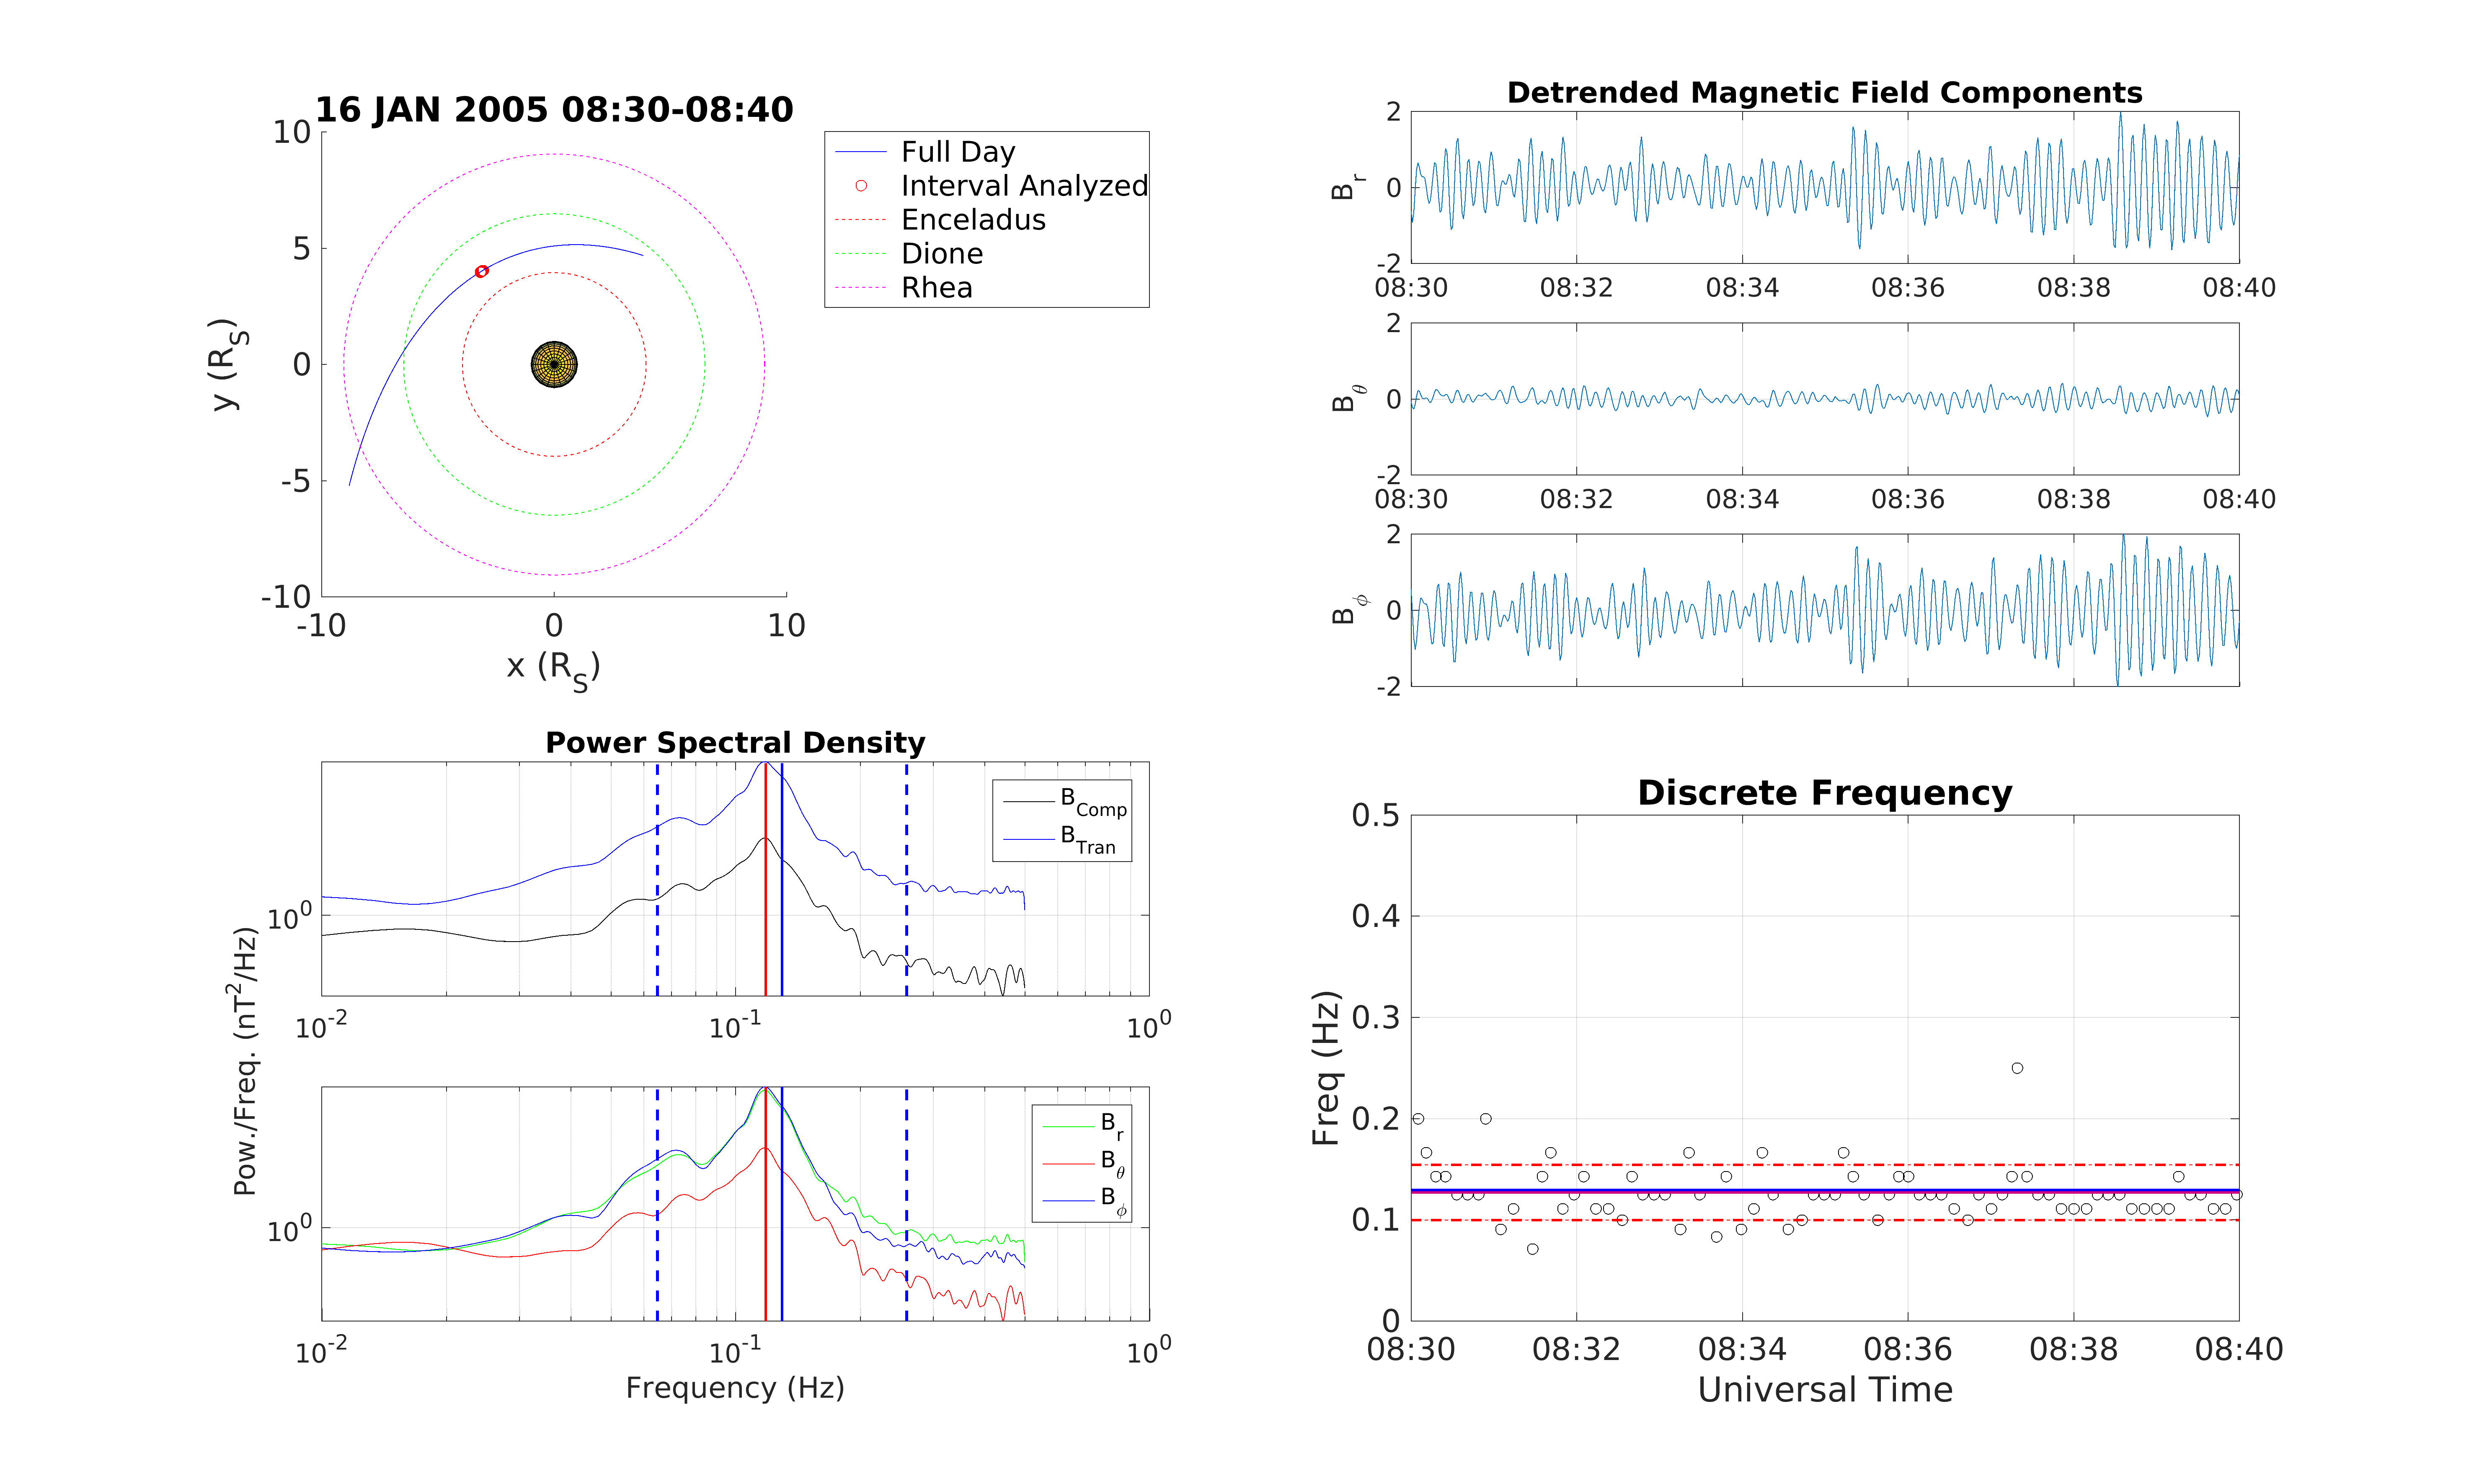 16 JAN 2005 08:30-08:40
10
5
0
-5
-10
-10 0 10
x (R_S)
y (R_S)
Full Day
Interval Analyzed
Enceladus
Dione
Rhea
Detrended Magnetic Field Components
B_r
2
0
-2
08:30 08:32 08:34 08:36 08:38 08:40
B_θ
2
0
-2
08:30 08:32 08:34 08:36 08:38 08:40
B_ϕ
2
0
-2
Power Spectral Density
B_Comp
B_Tran
10^0
10^-2 10^-1 10^0
Pow./Freq. (nT^2/Hz)
B_r
B_θ
B_ϕ
10^0
10^-2 10^-1 10^0
Frequency (Hz)
Discrete Frequency
0.5
0.4
0.3
0.2
0.1
0
Freq (Hz)
08:30 08:32 08:34 08:36 08:38 08:40
Universal Time